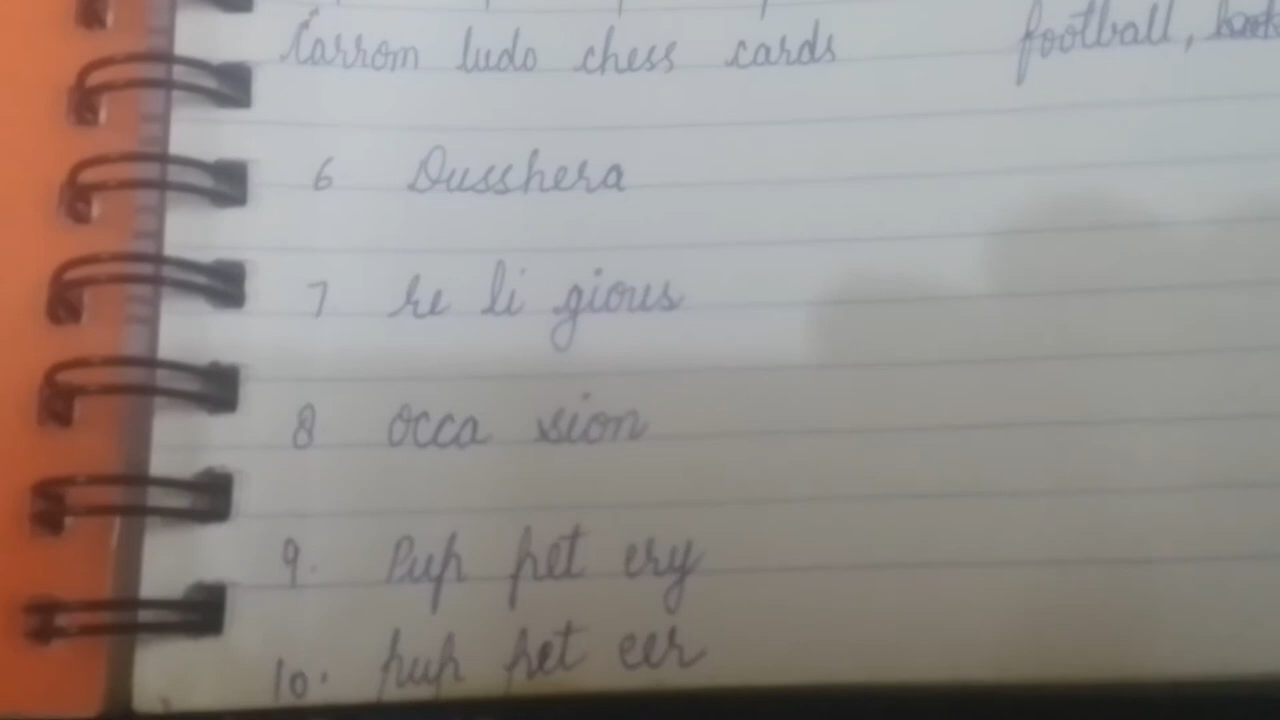 Carrom ludo chess cards football,
6 Dusshera
7 re li gious
8 occa sion
9. Pup pet ery
10. pup pet eer